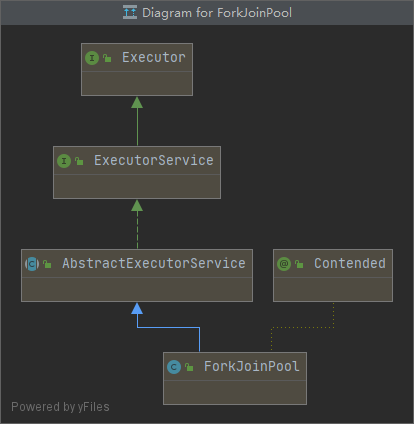 Diagram for ForkJoinPool
Executor
ExecutorService
AbstractExecutorService
Contended
ForkJoinPool
Powered by yFiles